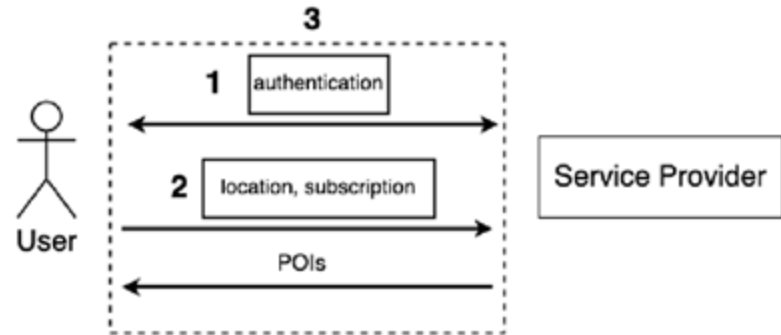 3
1
authentication
2
location, subscription
Service Provider
User
POIs